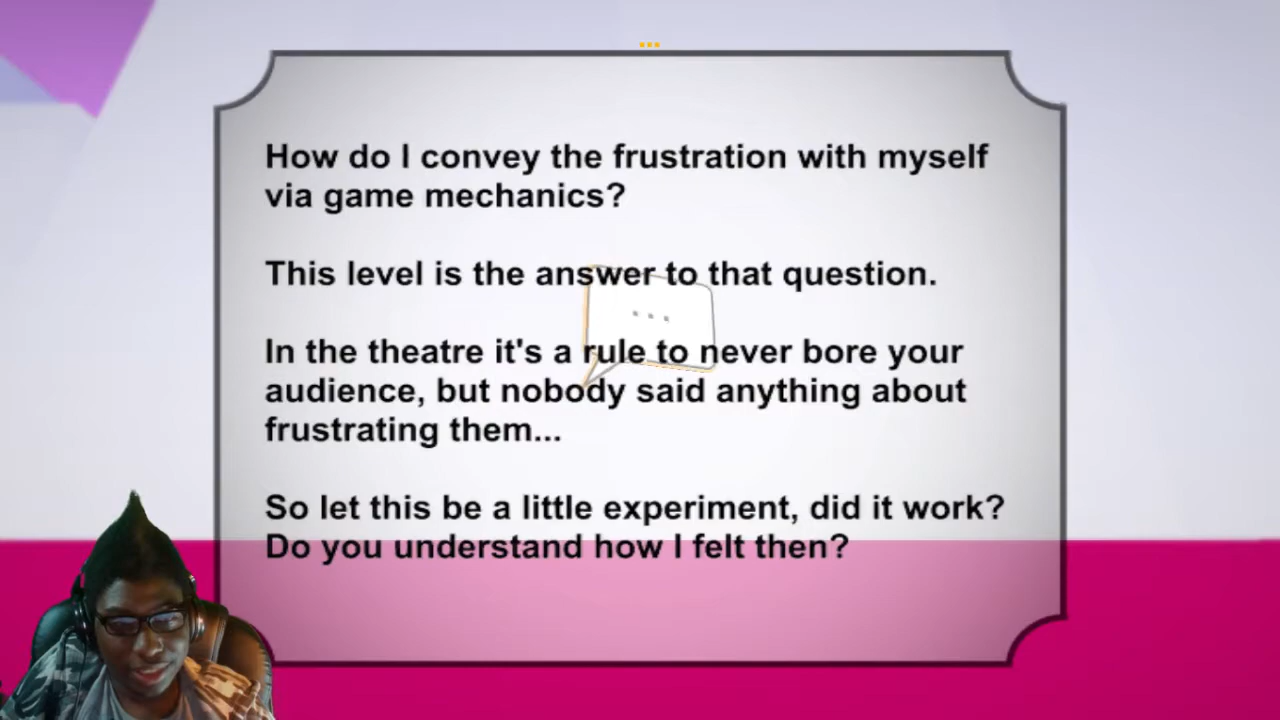 How do I convey the frustration with myself
via game mechanics?
This level is the answer to that question.
In the theatre it's a rule to never bore your
audience, but nobody said anything about
frustrating them...
So let this be a little experiment, did it work?
Do you understand how I felt then?